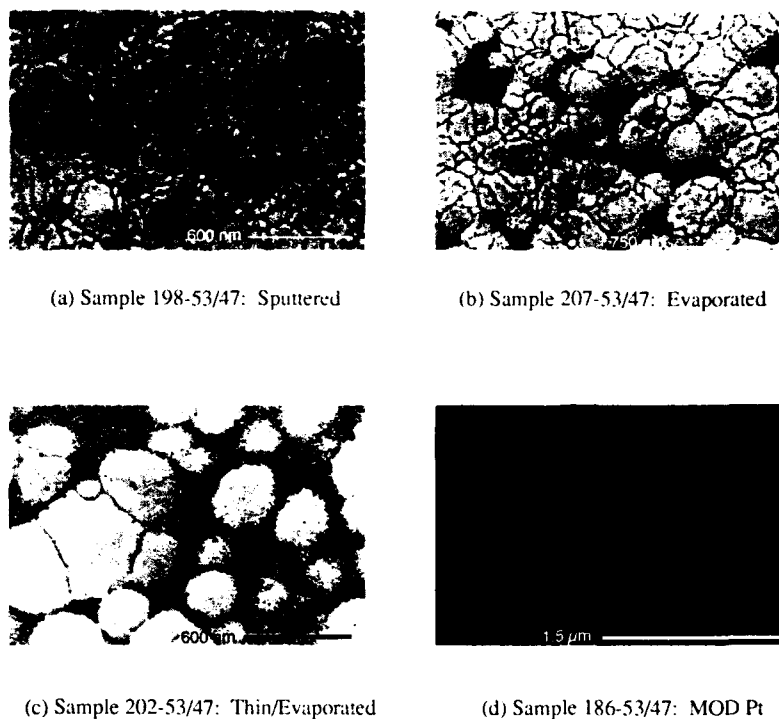 600 nm
750
(a) Sample 198-53/47: Sputtered
(b) Sample 207-53/47: Evaporated
600 nm
1.5 µm
(c) Sample 202-53/47: Thin/Evaporated
(d) Sample 186-53/47: MOD Pt